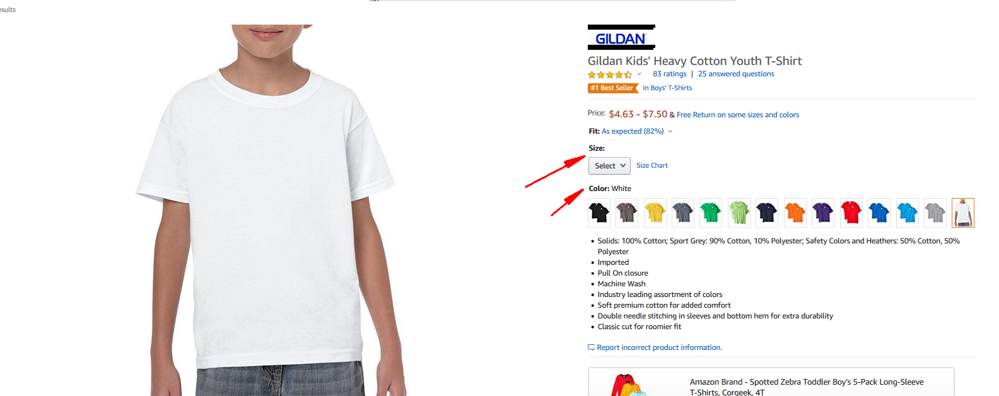 esults
GILDAN
Gildan Kids' Heavy Cotton Youth T-Shirt
83 ratings | 25 answered questions
#1 Best Seller in Boys' T-Shirts
Price: $4.63 - $7.50 & Free Return on some sizes and colors
Fit: As expected (82%)
Size:
Select Size Chart
Color: White
• Solids: 100% Cotton; Sport Grey: 90% Cotton, 10% Polyester; Safety Colors and Heathers: 50% Cotton, 50%
Polyester
• Imported
• Pull On closure
• Machine Wash
• Industry leading assortment of colors
• Soft premium cotton for added comfort
• Double needle stitching in sleeves and bottom hem for extra durability
• Classic cut for roomier fit
Report incorrect product information.
Amazon Brand - Spotted Zebra Toddler Boy's 5-Pack Long-Sleeve
T-Shirts, Corgeek, 4T